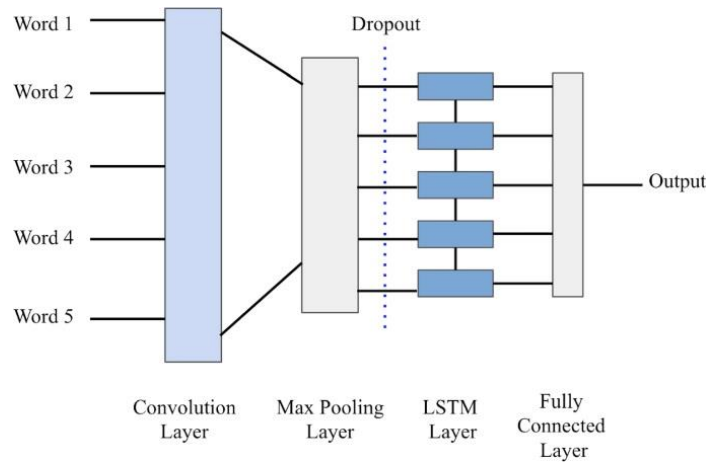 Dropout
Word 1
Word 2
Word 3
Word 4
Word 5
Output
Convolution
Layer
Max Pooling
Layer
LSTM
Layer
Fully
Connected
Layer